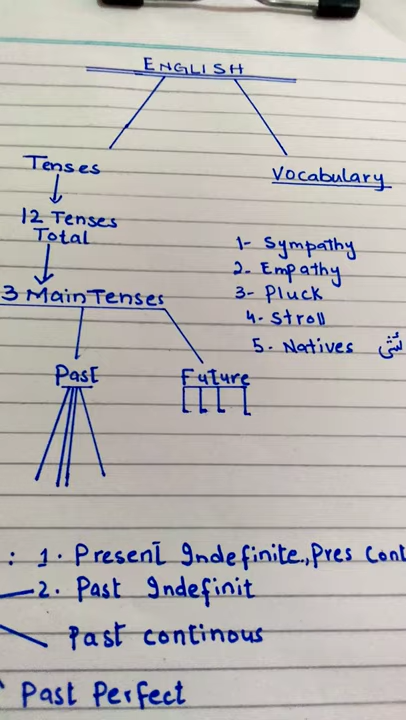 ENGLISH
Tenses
Vocabulary
12 Tenses
Total
1- Sympathy
2- Empathy
3- Pluck
4- Stroll
5. Natives
3 Main Tenses
Past
Future
: 1. Present Indefinite., Pres Cont
2. Past Indefinit
Past continous
Past Perfect